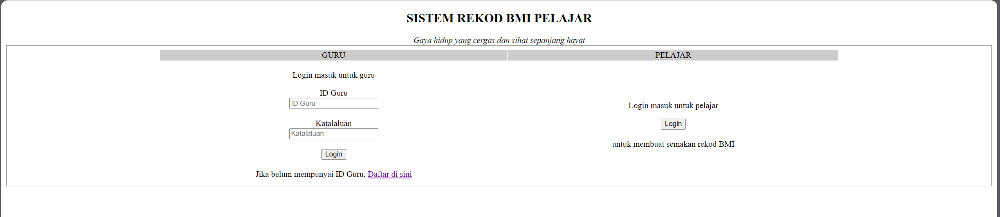 SISTEM REKOD BMI PELAJAR
Gaya hidup yang cergas dan sihat sepanjang hayat
GURU
Login masuk untuk guru
ID Guru
ID Guru
Katalaluan
Katalaluan
Login
Jika belum mempunyai ID Guru, Daftar di sini
PELAJAR
Login masuk untuk pelajar
Login
untuk membuat semakan rekod BMI